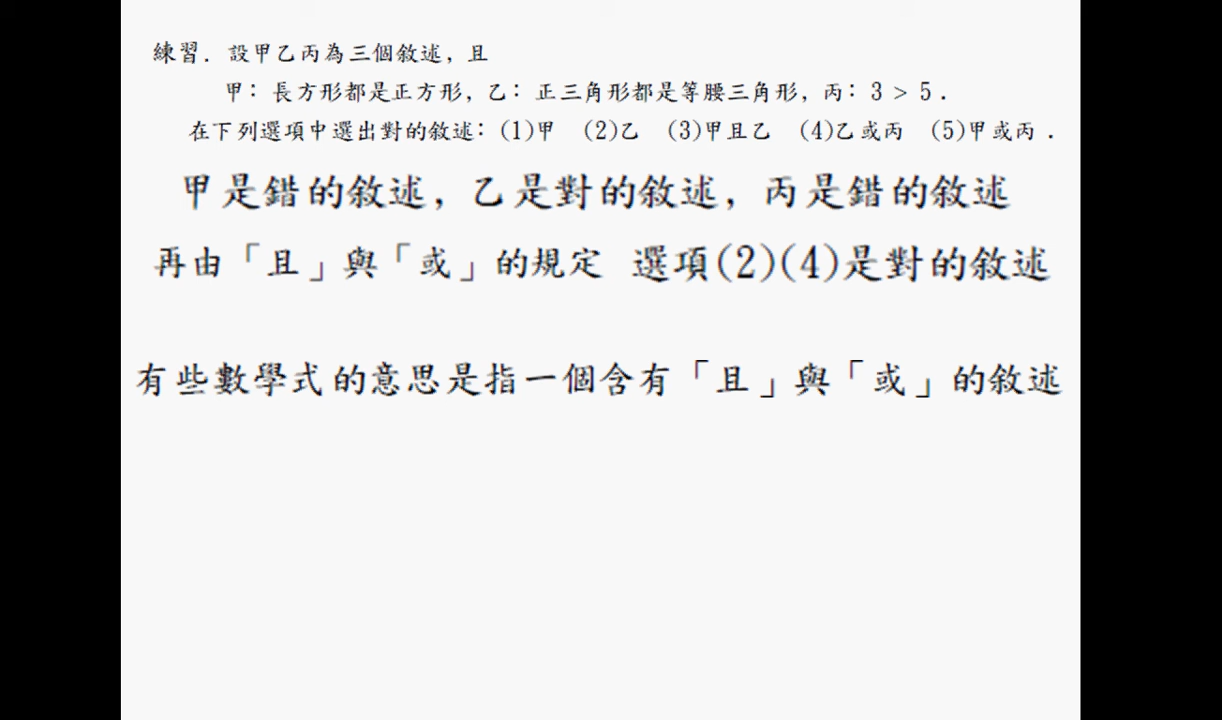 練習. 設甲乙丙為三個敘述, 且
甲: 長方形都是正方形, 乙: 正三角形都是等腰三角形, 丙: 3 > 5 .
在下列選項中選出對的敘述: (1)甲 (2)乙 (3)甲且乙 (4)乙或丙 (5)甲或丙 .
甲是錯的敘述, 乙是對的敘述, 丙是錯的敘述
再由「且」與「或」的規定 選項(2)(4)是對的敘述
有些數學式的意思是指一個含有「且」與「或」的敘述